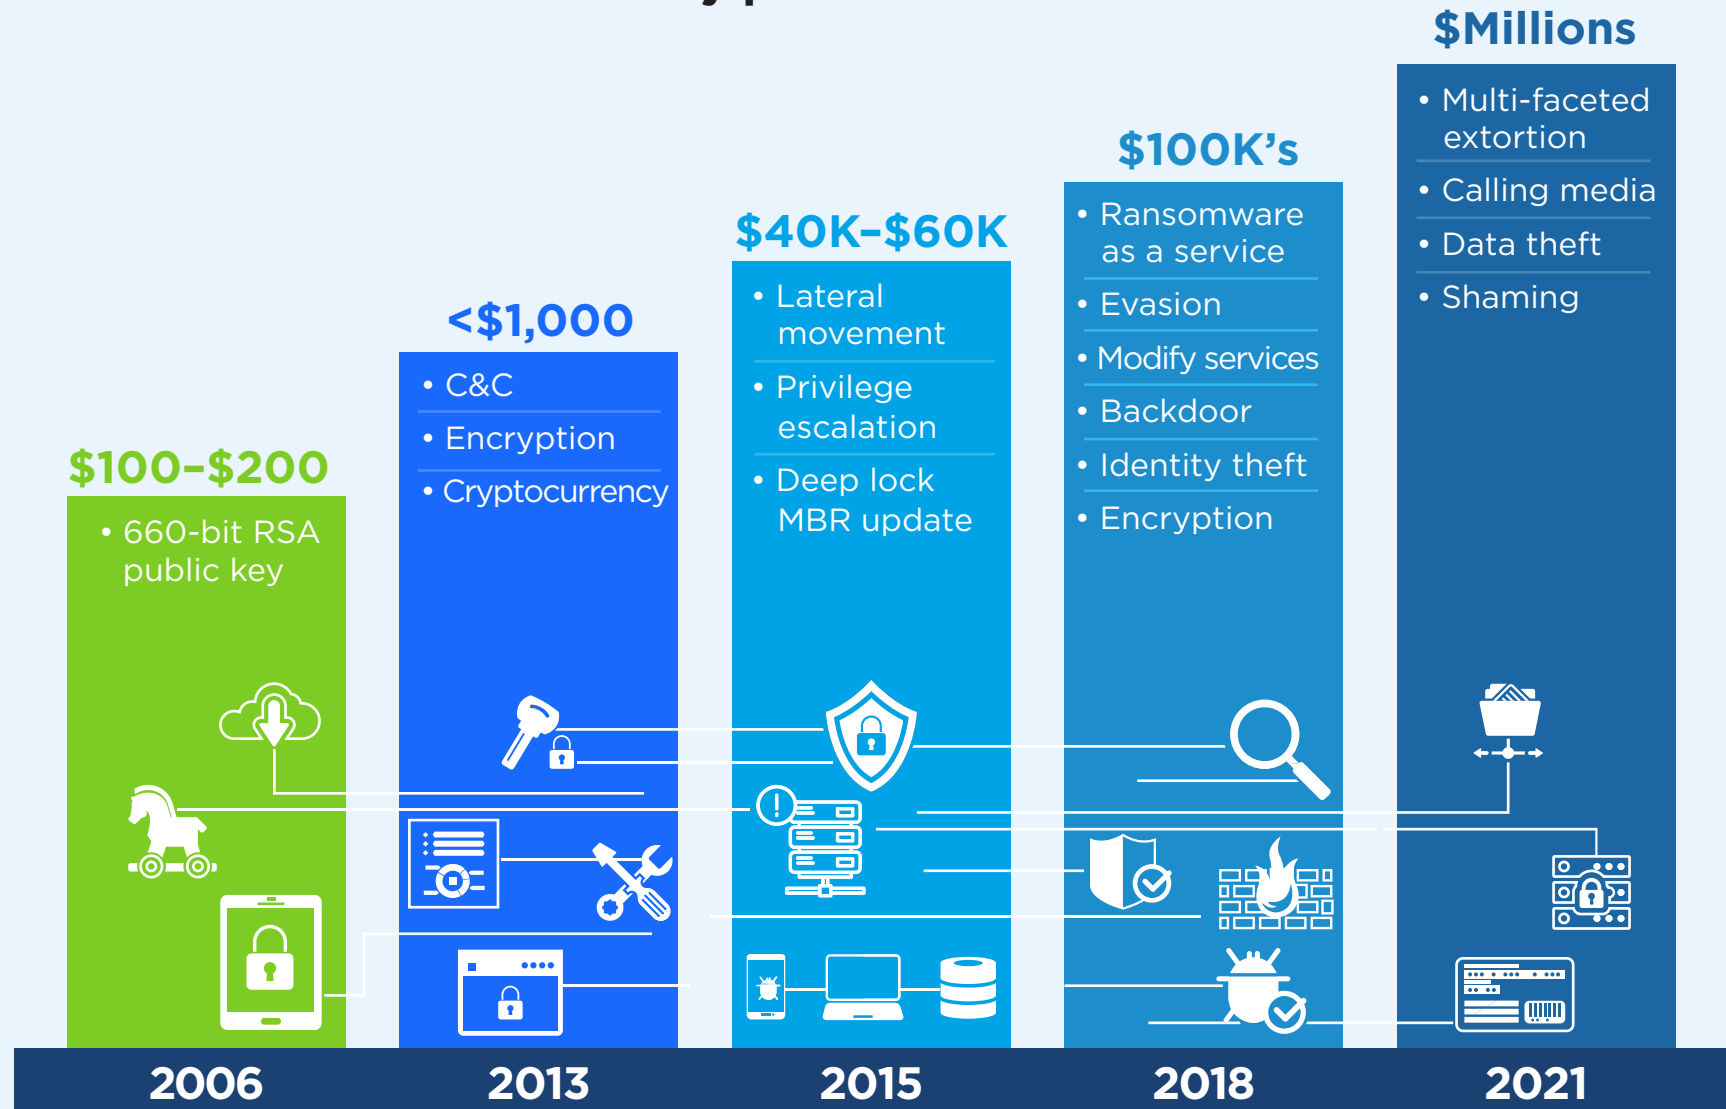 $100–$200
• 660-bit RSA
public key
2006
<$1,000
• C&C
• Encryption
• Cryptocurrency
2013
$40K–$60K
• Lateral
movement
• Privilege
escalation
• Deep lock
MBR update
2015
$100K’s
• Ransomware
as a service
• Evasion
• Modify services
• Backdoor
• Identity theft
• Encryption
2018
$Millions
• Multi-faceted
extortion
• Calling media
• Data theft
• Shaming
2021